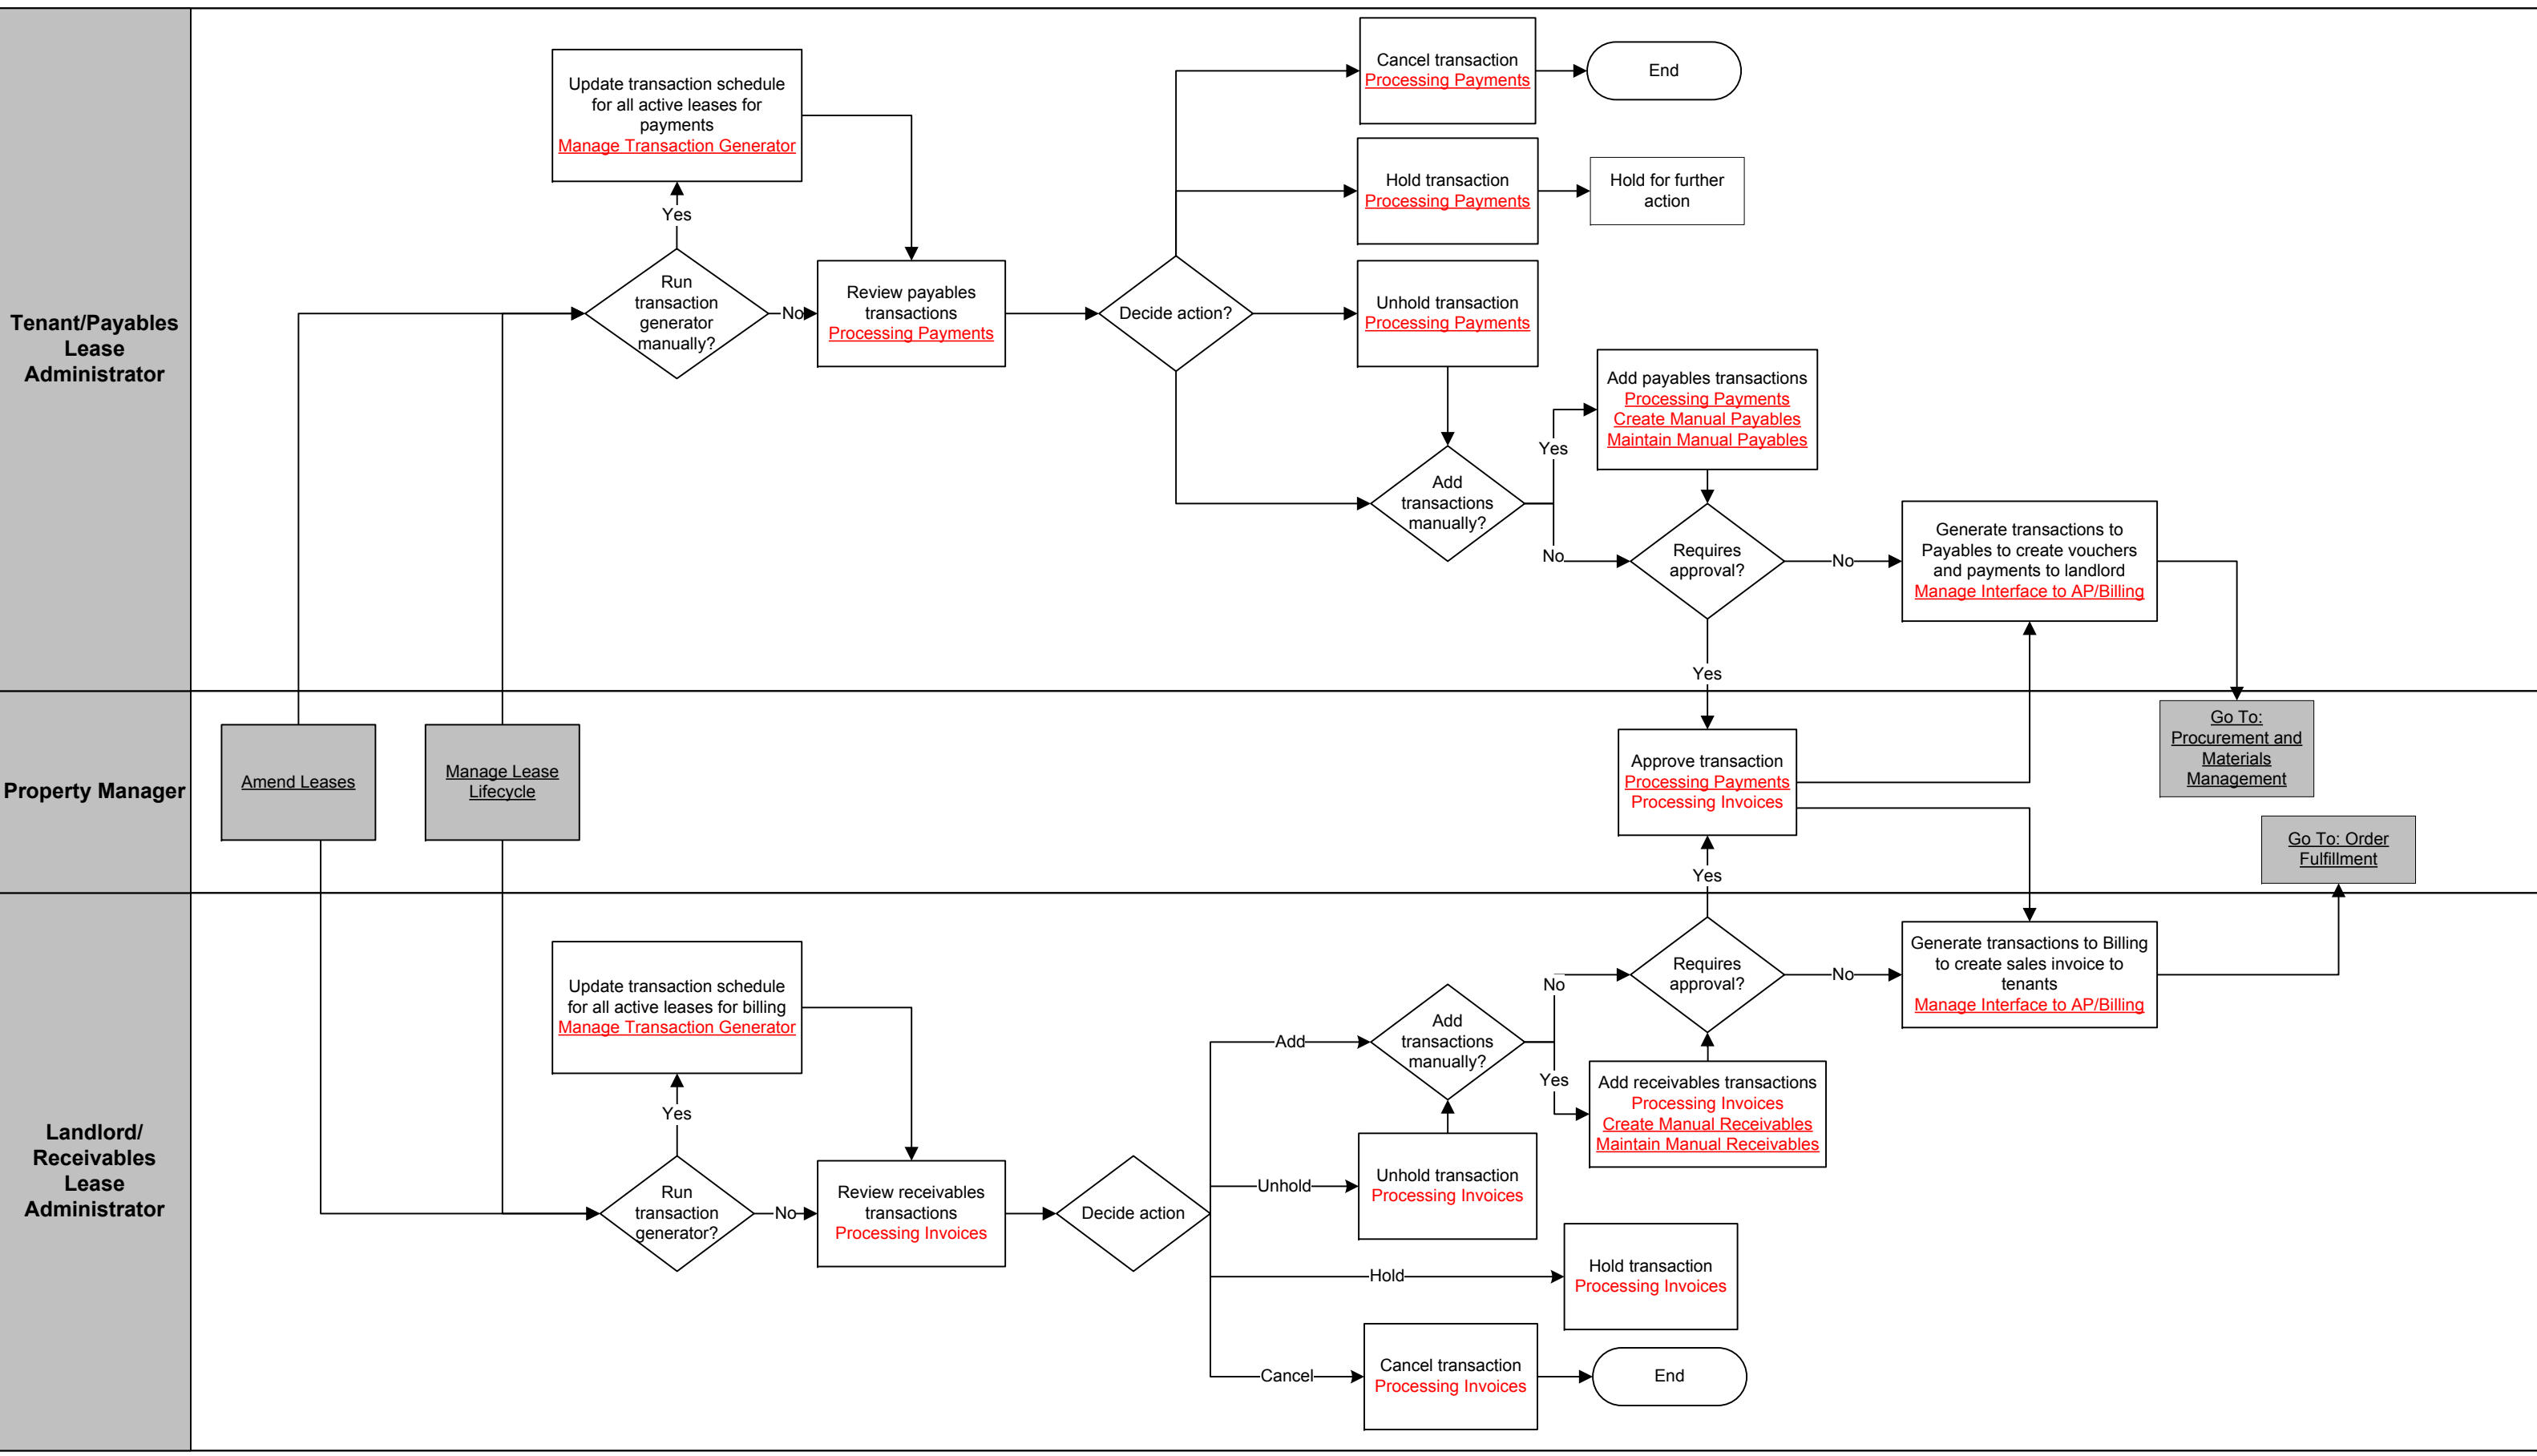 Tenant/Payables
Lease
Administrator
Update transaction schedule
for all active leases for
payments
Manage Transaction Generator
Yes
Run
transaction
generator
manually?
No
Review payables
transactions
Processing Payments
Decide action?
Cancel transaction
Processing Payments
End
Hold transaction
Processing Payments
Hold for further
action
Unhold transaction
Processing Payments
Add
transactions
manually?
Yes
No
Add payables transactions
Processing Payments
Create Manual Payables
Maintain Manual Payables
Requires
approval?
No
Yes
Generate transactions to
Payables to create vouchers
and payments to landlord
Manage Interface to AP/Billing
Property Manager
Amend Leases
Manage Lease
Lifecycle
Approve transaction
Processing Payments
Processing Invoices
Go To:
Procurement and
Materials
Management
Go To: Order
Fulfillment
Yes
Landlord/
Receivables
Lease
Administrator
Update transaction schedule
for all active leases for billing
Manage Transaction Generator
Yes
Run
transaction
generator?
No
Review receivables
transactions
Processing Invoices
Decide action
Add
Unhold
Hold
Cancel
Add
transactions
manually?
No
Yes
Unhold transaction
Processing Invoices
Requires
approval?
No
Add receivables transactions
Processing Invoices
Create Manual Receivables
Maintain Manual Receivables
Generate transactions to Billing
to create sales invoice to
tenants
Manage Interface to AP/Billing
Hold transaction
Processing Invoices
Cancel transaction
Processing Invoices
End